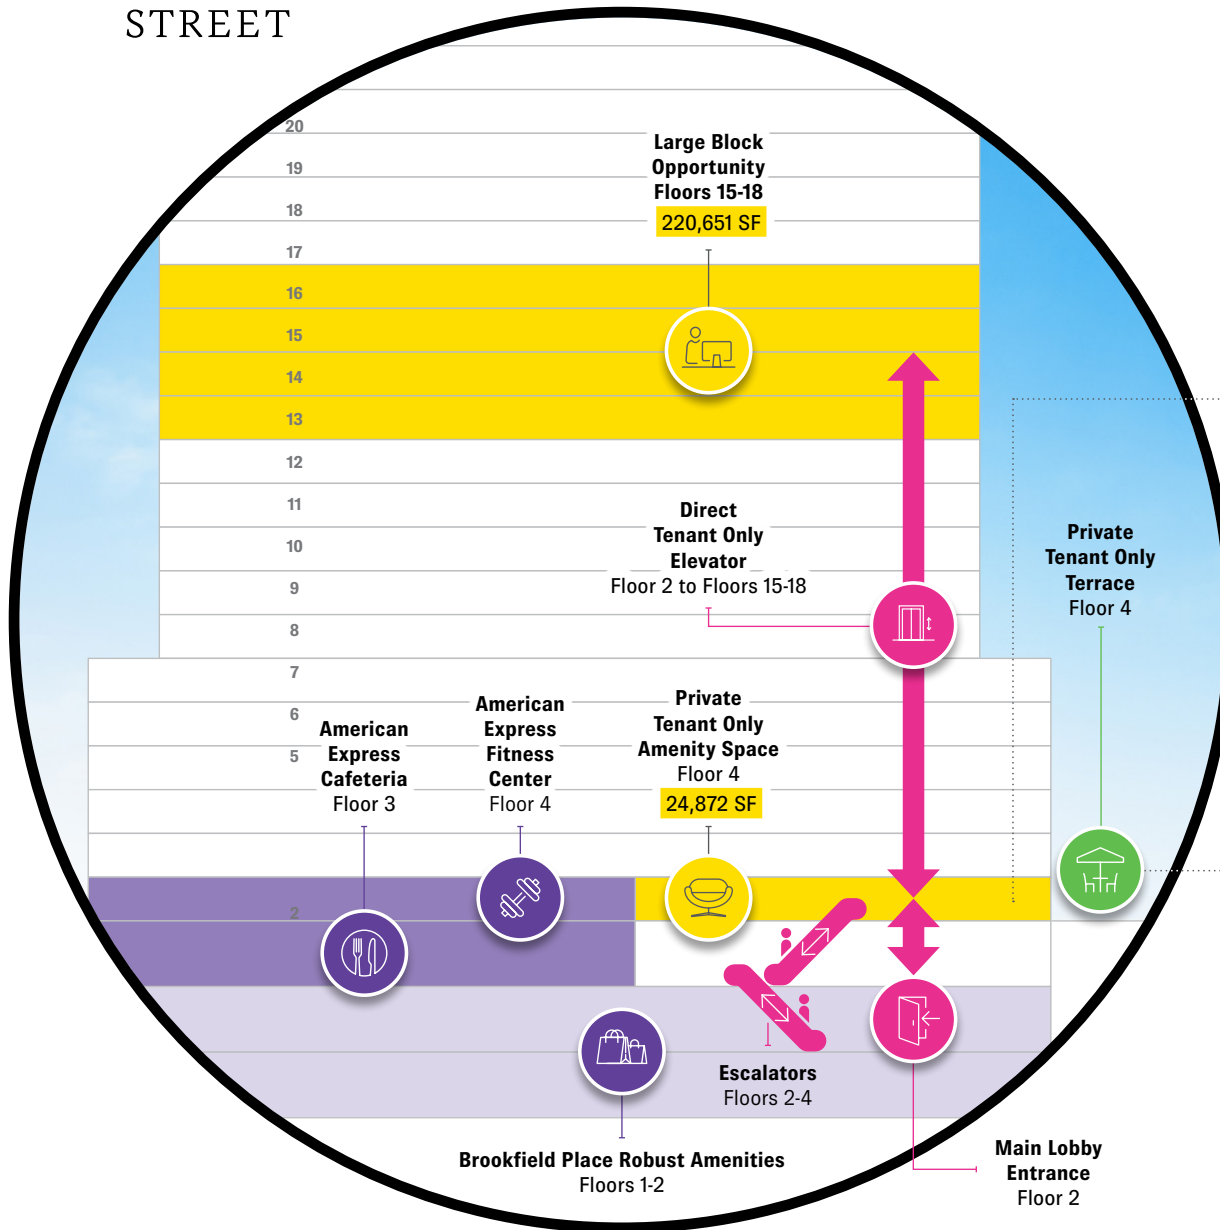 STREET
20
19
18
17
16
15
14
13
12
11
10
9
8
7
6
5
2
Large Block
Opportunity
Floors 15-18
220,651 SF
Direct
Tenant Only
Elevator
Floor 2 to Floors 15-18
Private
Tenant Only
Terrace
Floor 4
American
Express
Cafeteria
Floor 3
American
Express
Fitness
Center
Floor 4
Private
Tenant Only
Amenity Space
Floor 4
24,872 SF
Escalators
Floors 2-4
Brookfield Place Robust Amenities
Floors 1-2
Main Lobby
Entrance
Floor 2